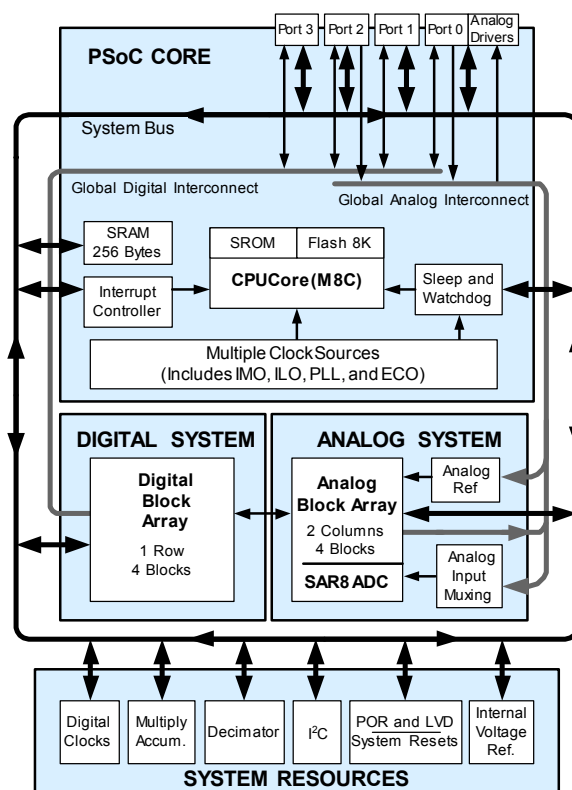 Port 3
Port 2
Port 1
Port 0
Analog
Drivers
PSoC CORE
System Bus
Global Digital Interconnect
Global Analog Interconnect
SRAM
256 Bytes
SROM
Flash 8K
CPUCore(M8C)
Interrupt
Controller
Sleep and
Watchdog
Multiple Clock Sources
(Includes IMO, ILO, PLL, and ECO)
DIGITAL SYSTEM
ANALOG SYSTEM
Digital
Block
Array
1 Row
4 Blocks
Analog
Block
Array
2 Columns
4 Blocks
SAR8 ADC
Analog
Ref
Analog
Input
Muxing
Digital
Clocks
Multiply
Accum.
Decimator
I²C
POR and LVD
System Resets
Internal
Voltage
Ref.
SYSTEM RESOURCES